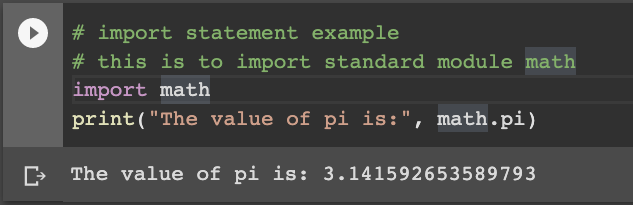 # import statement example
# this is to import standard module math
import math
print("The value of pi is:", math.pi)
The value of pi is: 3.141592653589793